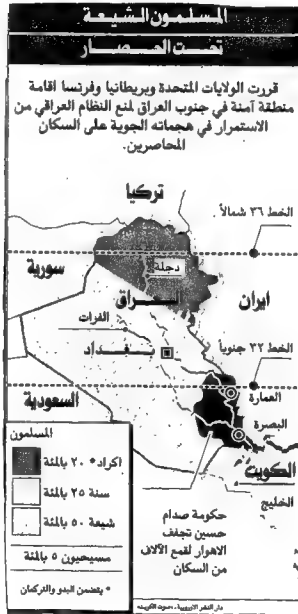 المسلمون الشيعة
تحت الحصار
قررت الولايات المتحدة وبريطانيا وفرنسا اقامة
منطقة آمنة في جنوب العراق لمنع النظام العراقي من
الاستمرار في هجماته الجوية على السكان
المحاصرين.
تركيا
الخط ٣٦ شمالاً
سورية
دجلة
العراق
ايران
الفرات
بغداد
الخط ٣٢ جنوباً
السعودية
العمارة
البصرة
الكويت
الخليج
المسلمون
اكراد* ٢٠ بالمئة
سنة ٢٥ بالمئة
شيعة ٥٠ بالمئة
مسيحيون ٥ بالمئة
* يتضمن البدو والتركمان
حكومة صدام
حسين تجفف
الاهوار لقمع الآلاف
من السكان
دار النشر الاوروبية